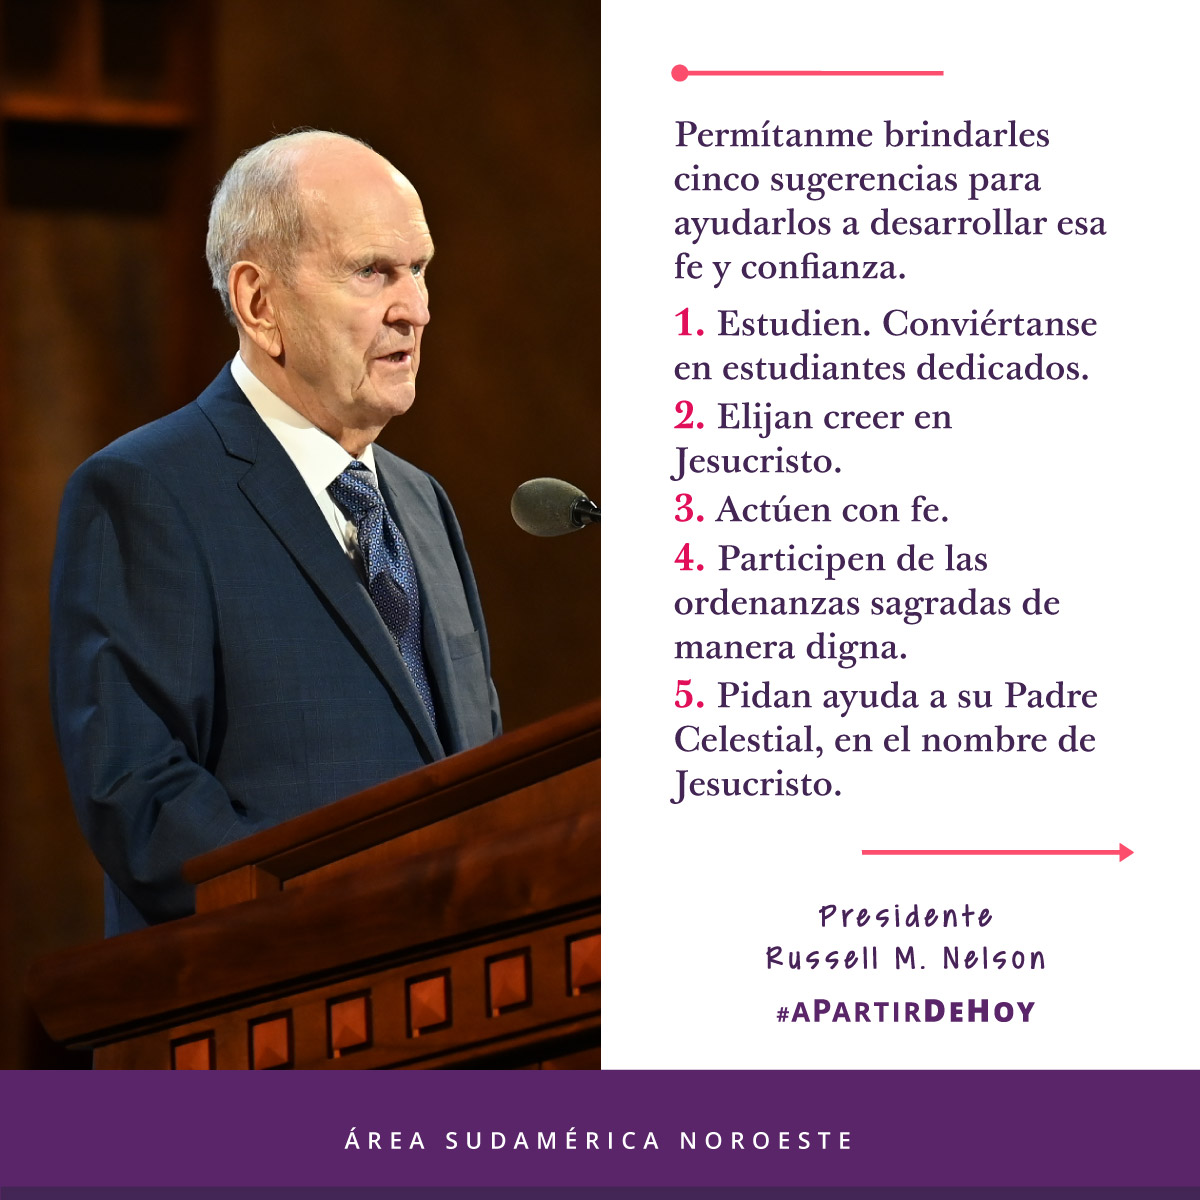 Permítanme brindarles
cinco sugerencias para
ayudarlos a desarrollar esa
fe y confianza.
1. Estudien. Conviértanse
en estudiantes dedicados.
2. Elijan creer en
Jesucristo.
3. Actúen con fe.
4. Participen de las
ordenanzas sagradas de
manera digna.
5. Pidan ayuda a su Padre
Celestial, en el nombre de
Jesucristo.
Presidente
Russell M. Nelson
#APARTIRDEHOY
ÁREA SUDAMÉRICA NOROESTE